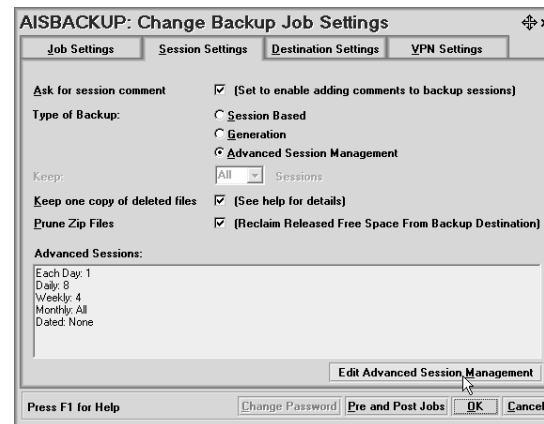 AISBACKUP: Change Backup Job Settings
Job Settings Session Settings Destination Settings VPN Settings
Ask for session comment (Set to enable adding comments to backup sessions)
Type of Backup: Session Based
Generation
Advanced Session Management
Keep: All Sessions
Keep one copy of deleted files (See help for details)
Prune Zip Files (Reclaim Released Free Space From Backup Destination)
Advanced Sessions:
Each Day: 1
Daily: 8
Weekly: 4
Monthly: All
Dated: None
Edit Advanced Session Management
Press F1 for Help Change Password Pre and Post Jobs OK Cancel